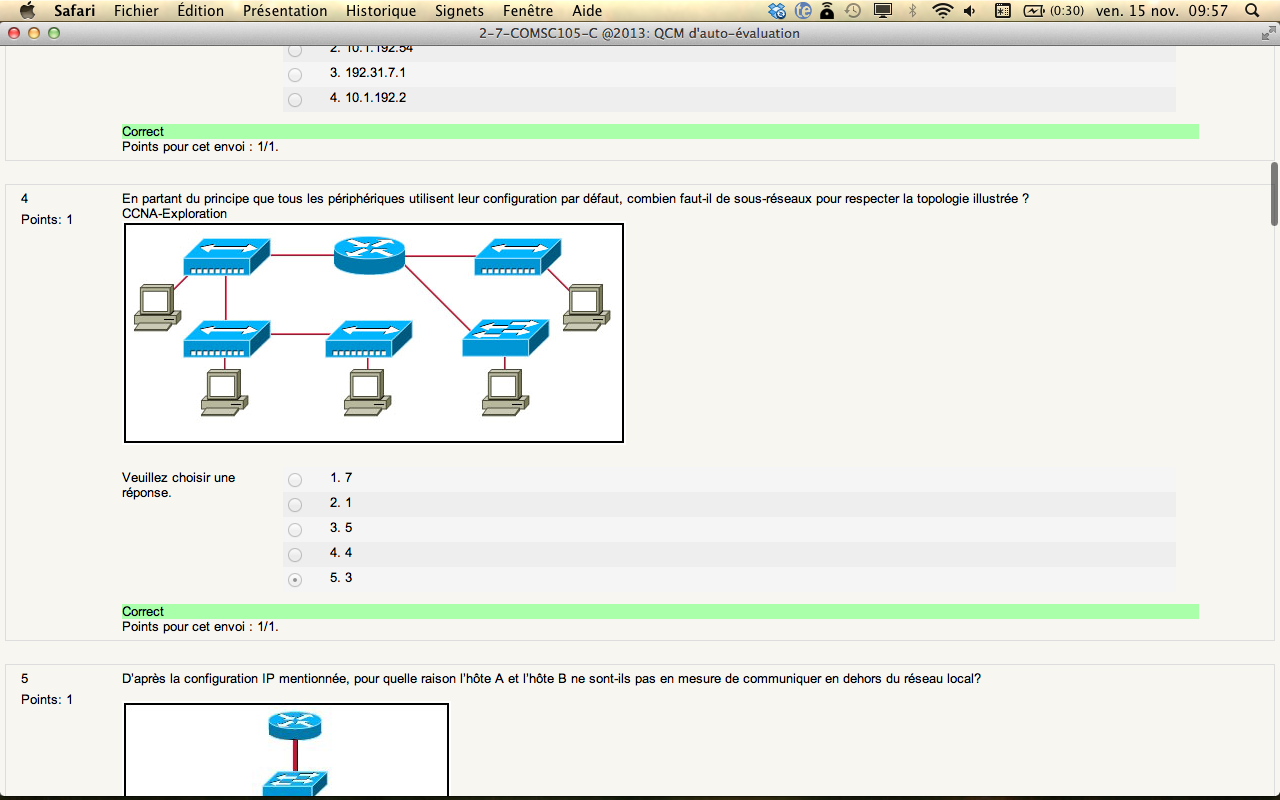 Safari Fichier Édition Présentation Historique Signets Fenêtre Aide (0:30) ven. 15 nov. 09:57
2-7-COMSC105-C @2013: QCM d'auto-évaluation
2. 10.1.192.54
3. 192.31.7.1
4. 10.1.192.2
Correct
Points pour cet envoi : 1/1.
4
Points: 1
En partant du principe que tous les périphériques utilisent leur configuration par défaut, combien faut-il de sous-réseaux pour respecter la topologie illustrée ?
CCNA-Exploration
Veuillez choisir une
réponse.
1. 7
2. 1
3. 5
4. 4
5. 3
Correct
Points pour cet envoi : 1/1.
5
Points: 1
D'après la configuration IP mentionnée, pour quelle raison l'hôte A et l'hôte B ne sont-ils pas en mesure de communiquer en dehors du réseau local?